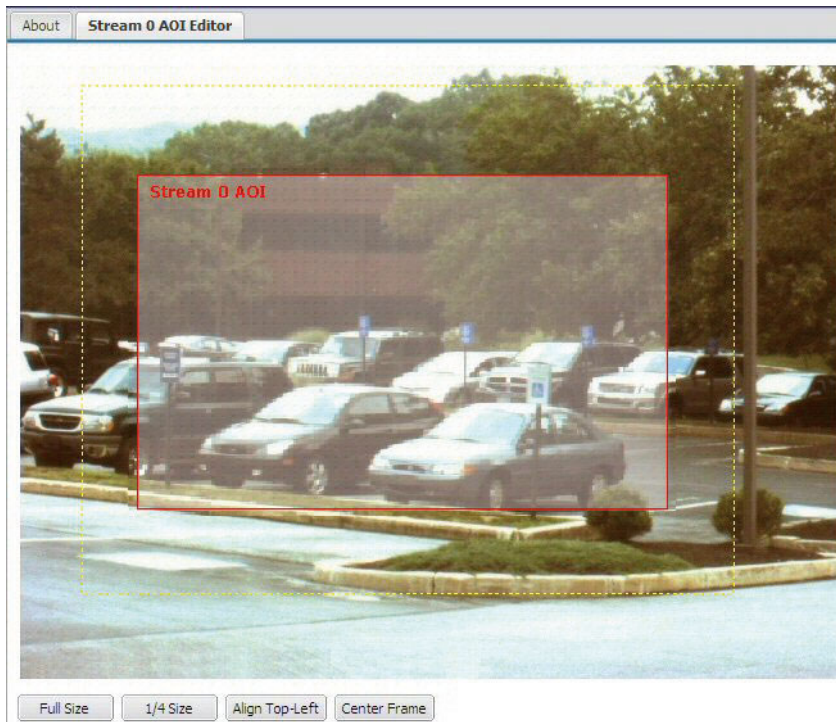 About
Stream 0 AOI Editor
Stream 0 AOI
Full Size
1/4 Size
Align Top-Left
Center Frame